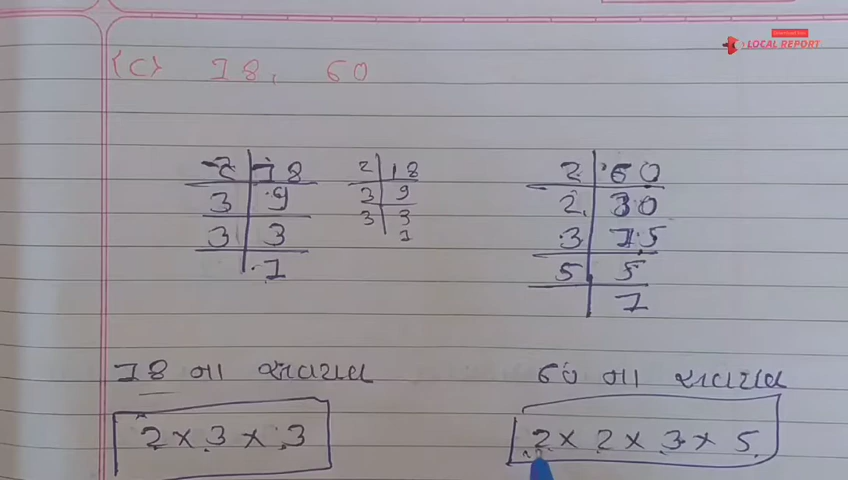 LOCAL REPORT
(C) 18, 60
2 18 2 18 2 60
3 9 3 9 2 30
3 3 3 3 3 15
1 1 5 5
1
18 ના અવયવ 60 ના અવયવ
2 × 3 × 3 2 × 2 × 3 × 5